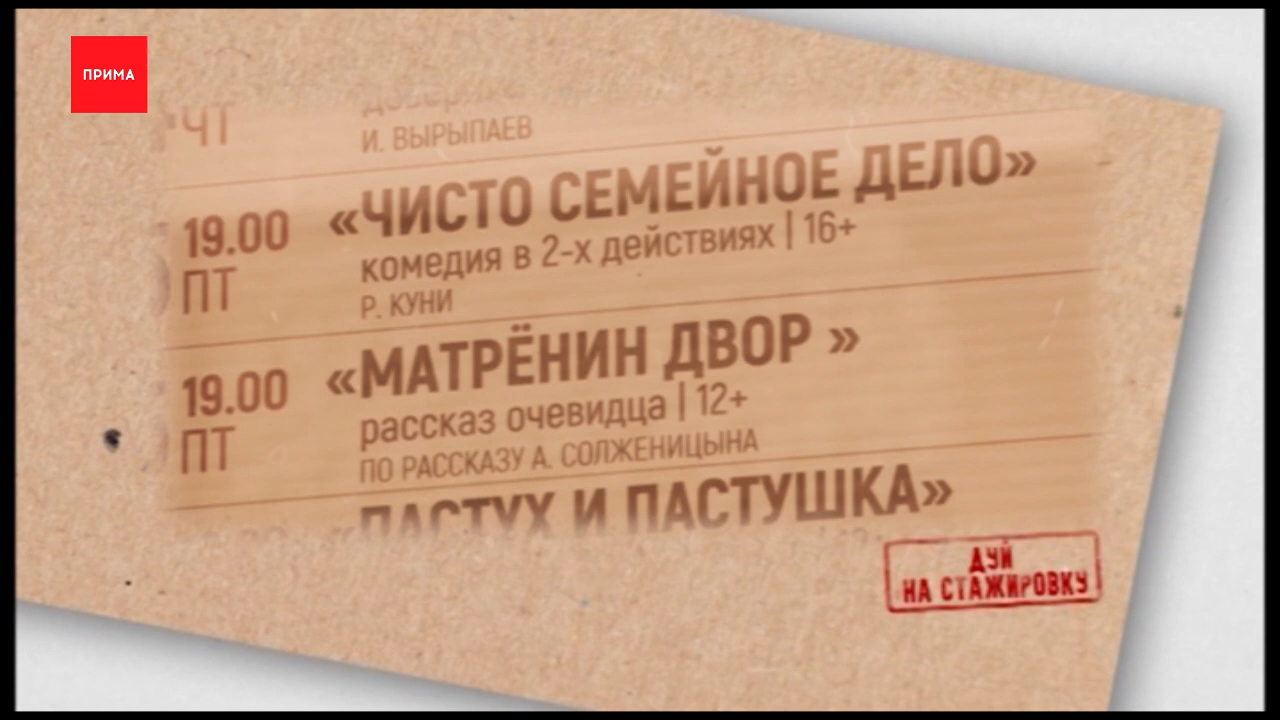 ПРИМА
ЧТ
И. ВЫРЫПАЕВ
19.00
ПТ
«ЧИСТО СЕМЕЙНОЕ ДЕЛО»
комедия в 2-х действиях | 16+
Р. КУНИ
19.00
ПТ
«МАТРЁНИН ДВОР »
рассказ очевидца | 12+
ПО РАССКАЗУ А. СОЛЖЕНИЦЫНА
«ПАСТУХ И ПАСТУШКА»
ДУЙ
НА СТАЖИРОВКУ